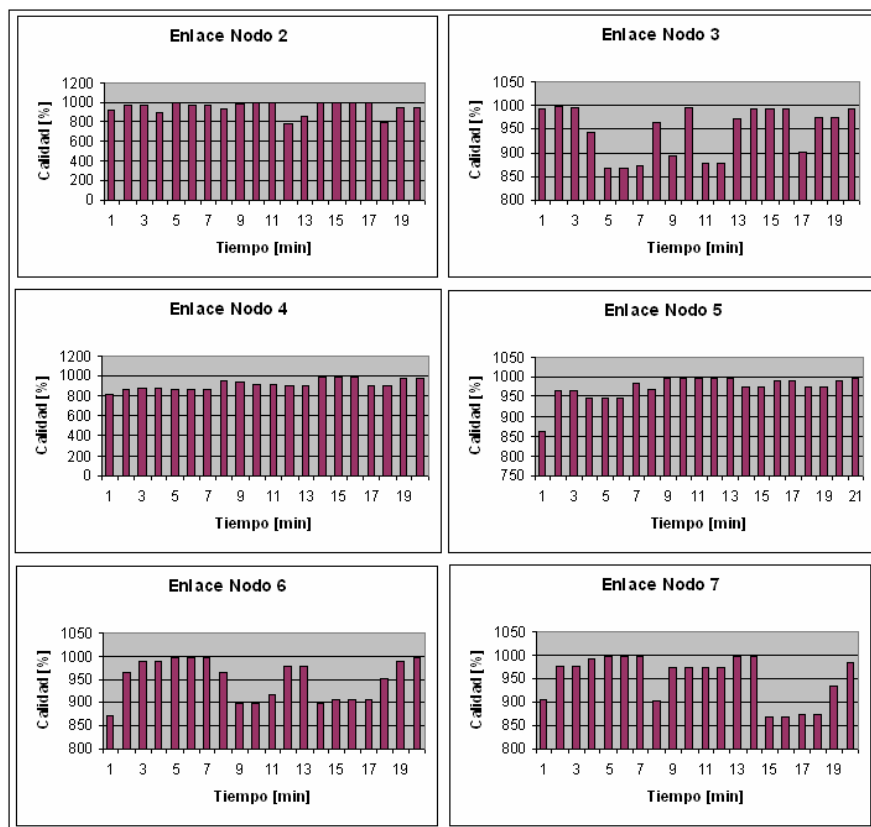 Enlace Nodo 2
Calidad [%]
1200
1000
800
600
400
200
0
1 3 5 7 9 11 13 15 17 19
Tiempo [min]
Enlace Nodo 3
Calidad [%]
1050
1000
950
900
850
800
1 3 5 7 9 11 13 15 17 19
Tiempo [min]
Enlace Nodo 4
Calidad [%]
1200
1000
800
600
400
200
0
1 3 5 7 9 11 13 15 17 19
Tiempo [min]
Enlace Nodo 5
Calidad [%]
1050
1000
950
900
850
800
750
1 3 5 7 9 11 13 15 17 19 21
Tiempo [min]
Enlace Nodo 6
Calidad [%]
1050
1000
950
900
850
800
1 3 5 7 9 11 13 15 17 19
Tiempo [min]
Enlace Nodo 7
Calidad [%]
1050
1000
950
900
850
800
1 3 5 7 9 11 13 15 17 19
Tiempo [min]